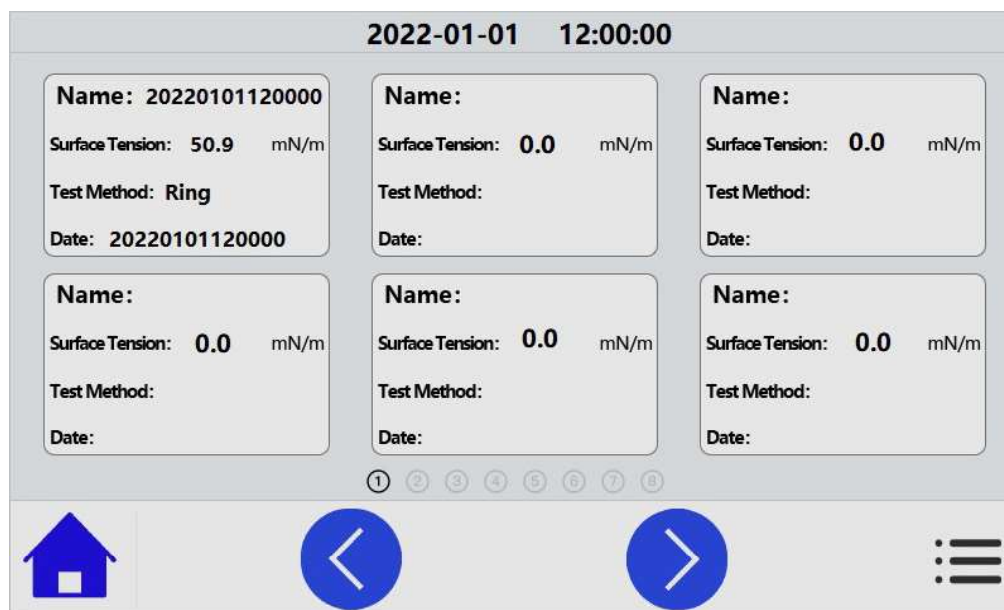 2022-01-01 12:00:00
Name: 20220101120000
Surface Tension: 50.9 mN/m
Test Method: Ring
Date: 20220101120000
Name:
Surface Tension: 0.0 mN/m
Test Method:
Date:
Name:
Surface Tension: 0.0 mN/m
Test Method:
Date:
Name:
Surface Tension: 0.0 mN/m
Test Method:
Date:
Name:
Surface Tension: 0.0 mN/m
Test Method:
Date:
Name:
Surface Tension: 0.0 mN/m
Test Method:
Date:
1 2 3 4 5 6 7 8